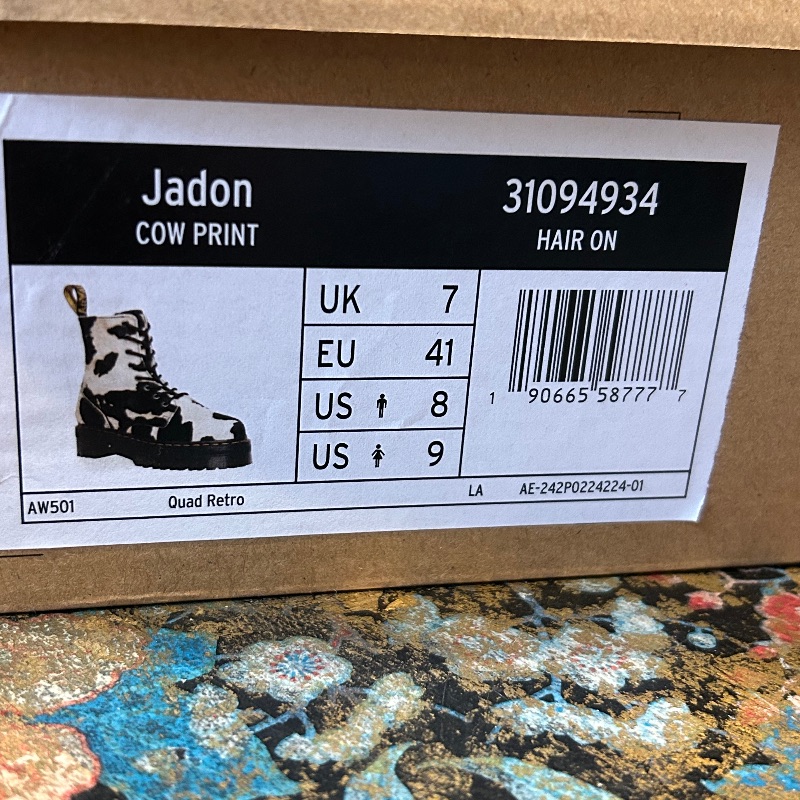 Jadon
COW PRINT
31094934
HAIR ON
UK 7
EU 41
US 8
US 9
1 90665 58777 7
AW501
Quad Retro
LA
AE-242P0224224-01